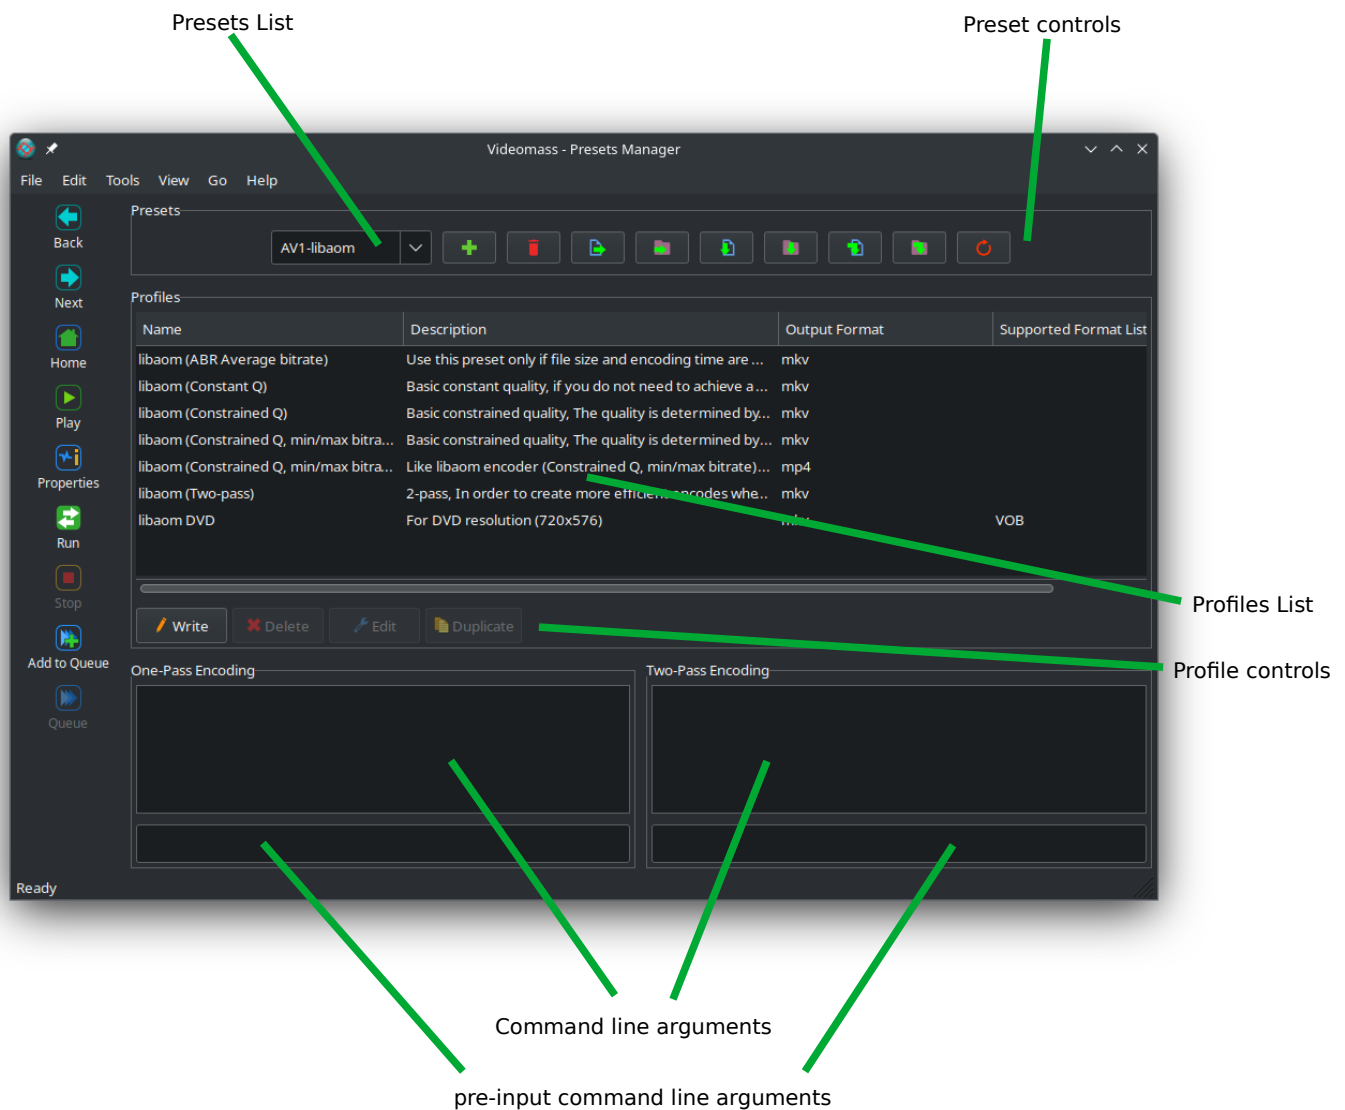 Presets List
Preset controls
Videomass - Presets Manager
File Edit Tools View Go Help
Back
Next
Home
Play
Properties
Run
Stop
Add to Queue
Queue
Presets
AV1-libaom
Profiles
Name Description Output Format Supported Format List
libaom (ABR Average bitrate) Use this preset only if file size and encoding time are ... mkv
libaom (Constant Q) Basic constant quality, if you do not need to achieve a ... mkv
libaom (Constrained Q) Basic constrained quality, The quality is determined by... mkv
libaom (Constrained Q, min/max bitra... Basic constrained quality, The quality is determined by... mkv
libaom (Constrained Q, min/max bitra... Like libaom encoder (Constrained Q, min/max bitrate)... mp4
libaom (Two-pass) 2-pass, In order to create more efficient encodes whe... mkv
libaom DVD For DVD resolution (720x576) mkv VOB
Write Delete Edit Duplicate
Profiles List
Profile controls
One-Pass Encoding
Two-Pass Encoding
Ready
Command line arguments
pre-input command line arguments